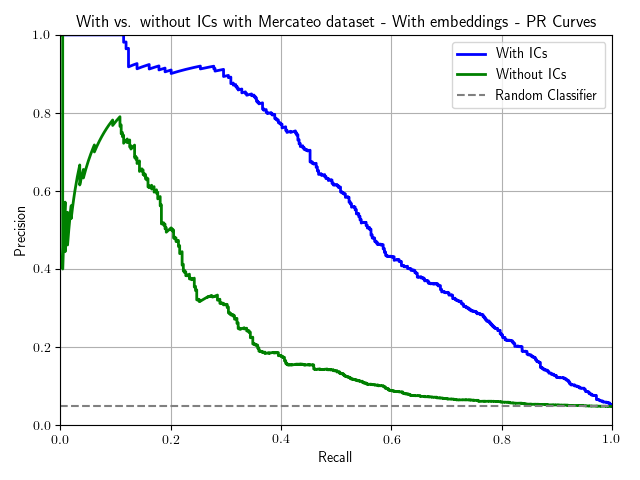 With vs. without ICs with Mercateo dataset - With embeddings - PR Curves
With ICs
Without ICs
Random Classifier
1.0
0.8
0.6
0.4
0.2
0.0
Precision
0.0 0.2 0.4 0.6 0.8 1.0
Recall